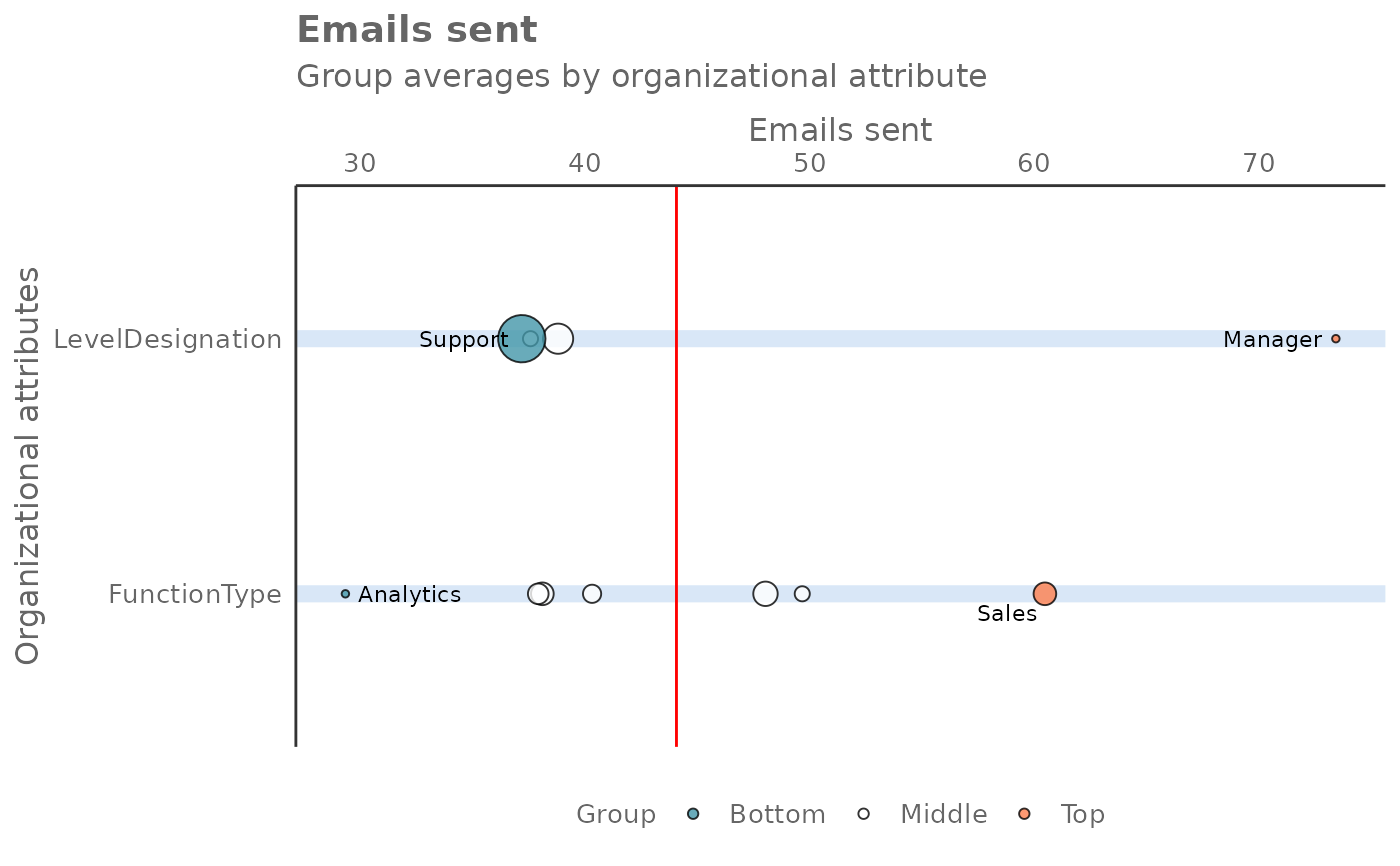 Emails sent
Group averages by organizational attribute
Emails sent
30 40 50 60 70
Organizational attributes
LevelDesignation
Support
Manager
FunctionType
Analytics
Sales
Group Bottom Middle Top